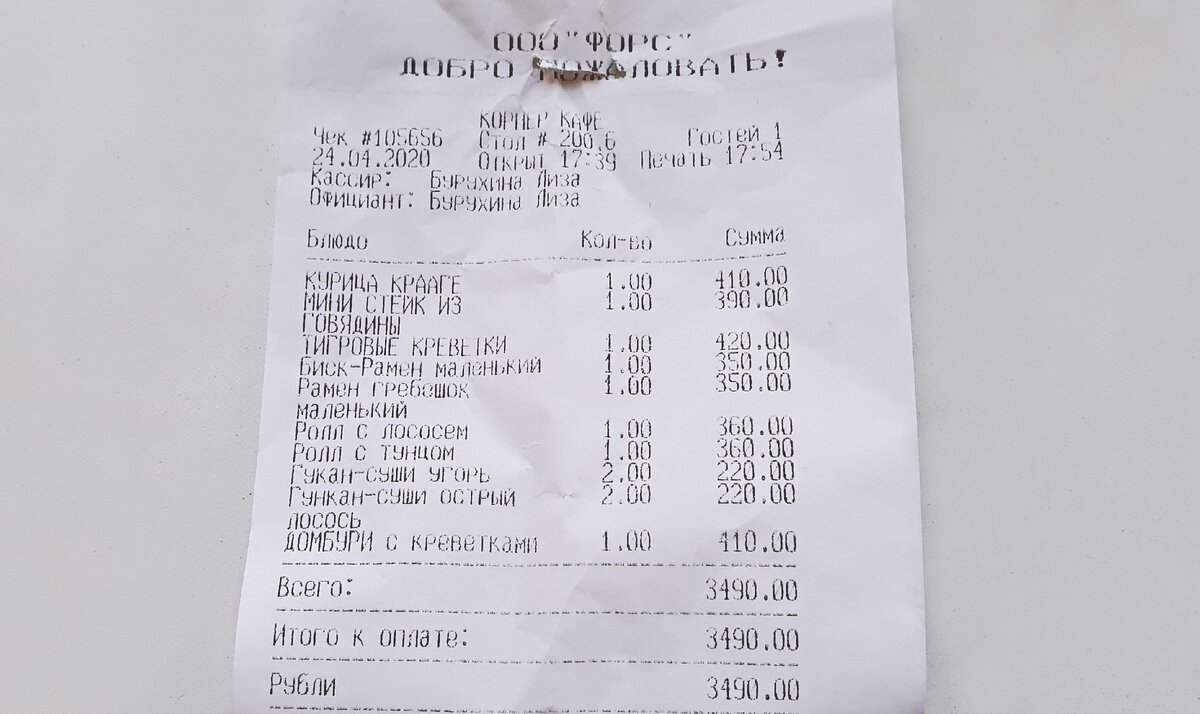 ООО "ФОРС"
ДОБРО ПОЖАЛОВАТЬ!
КОРНЕР КАФЕ
Чек #105656 Стол # 200,6 Гостей 1
24.04.2020 Открыт 17:39 Печать 17:54
Кассир: Бурухина Лиза
Официант: Бурухина Лиза
Блюдо Кол-во Сумма
КУРИЦА КРААГЕ 1.00 410.00
МИНИ СТЕЙК ИЗ 1.00 390.00
ГОВЯДИНЫ
ТИГРОВЫЕ КРЕВЕТКИ 1.00 420.00
Биск-Рамен маленький 1.00 350.00
Рамен гребешок 1.00 350.00
маленький
Ролл с лососем 1.00 360.00
Ролл с тунцом 1.00 360.00
Гукан-суши угорь 2.00 220.00
Гункан-суши острый 2.00 220.00
лосось
ДОМБУРИ с креветками 1.00 410.00
Всего: 3490.00
Итого к оплате: 3490.00
Рубли 3490.00